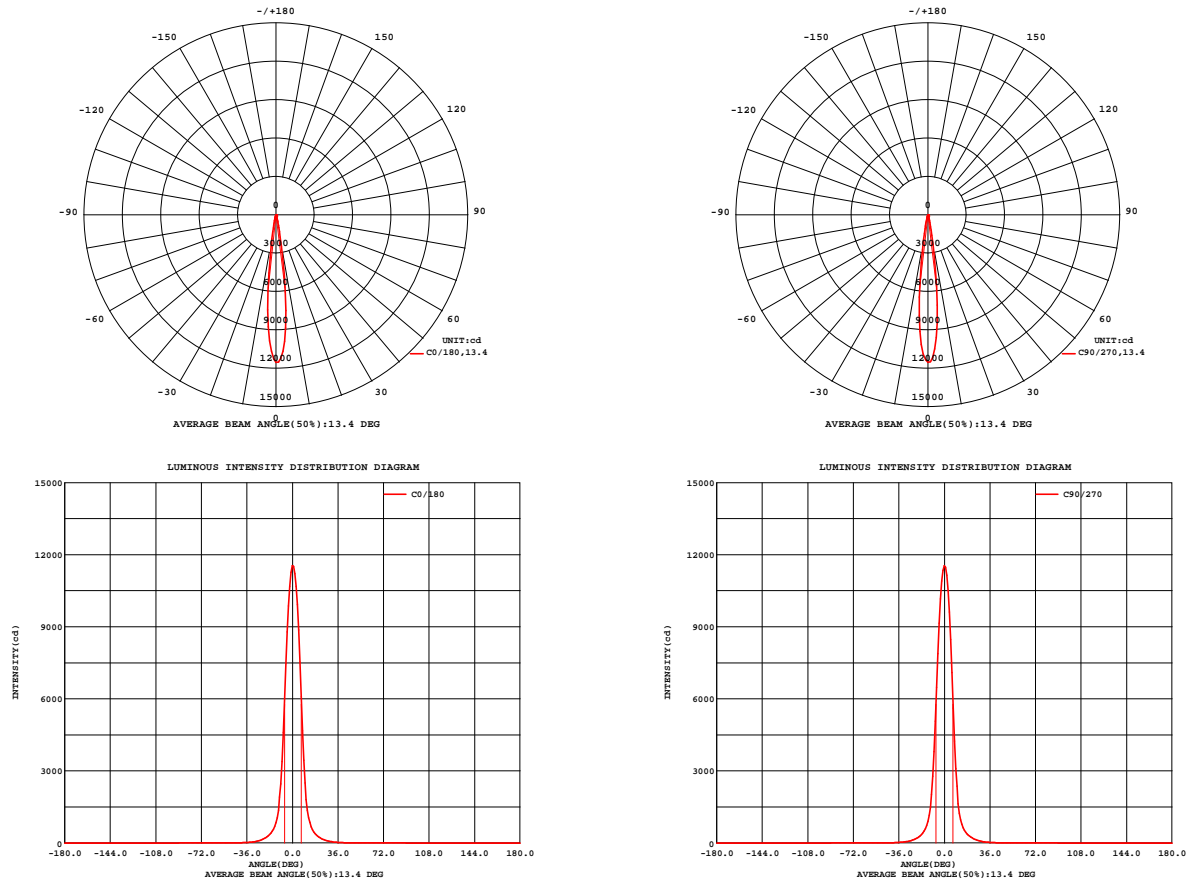 -/+180
-150 150
-120 120
-90 90
-60 60
-30 30
0
3000
6000
9000
12000
15000
0
UNIT:cd
C0/180,13.4
AVERAGE BEAM ANGLE(50%):13.4 DEG
-/+180
-150 150
-120 120
-90 90
-60 60
-30 30
0
3000
6000
9000
12000
15000
0
UNIT:cd
C90/270,13.4
AVERAGE BEAM ANGLE(50%):13.4 DEG
LUMINOUS INTENSITY DISTRIBUTION DIAGRAM
C0/180
INTENSITY(cd)
15000
12000
9000
6000
3000
0
-180.0 -144.0 -108.0 -72.0 -36.0 0.0 36.0 72.0 108.0 144.0 180.0
ANGLE(DEG)
AVERAGE BEAM ANGLE(50%):13.4 DEG
LUMINOUS INTENSITY DISTRIBUTION DIAGRAM
C90/270
INTENSITY(cd)
15000
12000
9000
6000
3000
0
-180.0 -144.0 -108.0 -72.0 -36.0 0.0 36.0 72.0 108.0 144.0 180.0
ANGLE(DEG)
AVERAGE BEAM ANGLE(50%):13.4 DEG